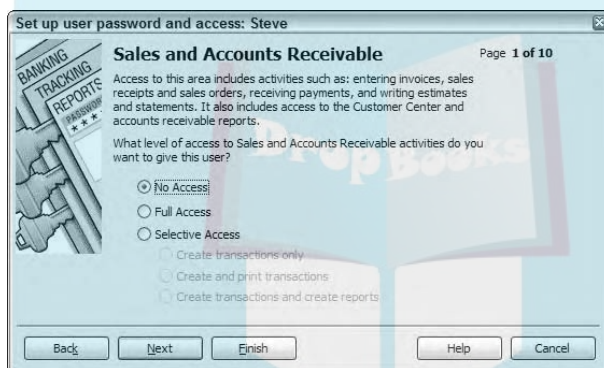 Set up user password and access: Steve
BANKING
TRACKING
REPORTS
PASSWORD
****
Sales and Accounts Receivable
Page 1 of 10
Access to this area includes activities such as: entering invoices, sales
receipts and sales orders, receiving payments, and writing estimates
and statements. It also includes access to the Customer Center and
accounts receivable reports.
What level of access to Sales and Accounts Receivable activities do you
want to give this user?
No Access
Full Access
Selective Access
Create transactions only
Create and print transactions
Create transactions and create reports
Drop Books
Back
Next
Finish
Help
Cancel